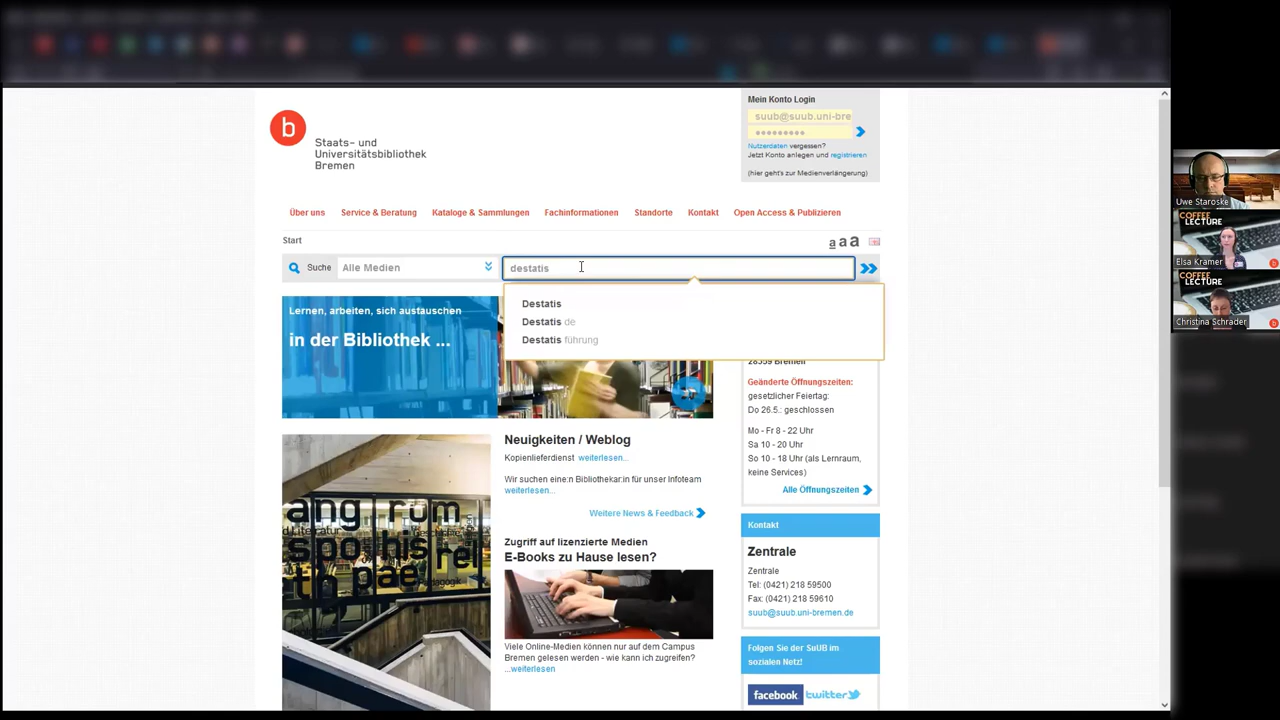 Mein Konto Login
suub@suub.uni-bre
Nutzerdaten vergessen?
Jetzt Konto anlegen und registrieren
(hier geht's zur Medienverlängerung)
b
Staats- und
Universitätsbibliothek
Bremen
Über uns
Service & Beratung
Kataloge & Sammlungen
Fachinformationen
Standorte
Kontakt
Open Access & Publizieren
Start
a a a
Suche
Alle Medien
destatis
Destatis
Destatis de
Destatis führung
Lernen, arbeiten, sich austauschen
in der Bibliothek ...
28359 Bremen
Geänderte Öffnungszeiten:
gesetzlicher Feiertag:
Do 26.5.: geschlossen
Mo - Fr 8 - 22 Uhr
Sa 10 - 20 Uhr
So 10 - 18 Uhr (als Lernraum,
keine Services)
Alle Öffnungszeiten
Neuigkeiten / Weblog
Kopienlieferdienst weiterlesen...
Wir suchen eine:n Bibliothekar:in für unser Infoteam
weiterlesen...
Weitere News & Feedback
Zugriff auf lizenzierte Medien
E-Books zu Hause lesen?
Viele Online-Medien können nur auf dem Campus
Bremen gelesen werden - wie kann ich zugreifen?
...weiterlesen
Kontakt
Zentrale
Zentrale
Tel: (0421) 218 59500
Fax: (0421) 218 59610
suub@suub.uni-bremen.de
Folgen Sie der SuUB im
sozialen Netz!
facebook
twitter
Uwe Staroske
COFFEE
LECTURE
Elsa Kramer
COFFEE
LECTURE
Christina Schrader